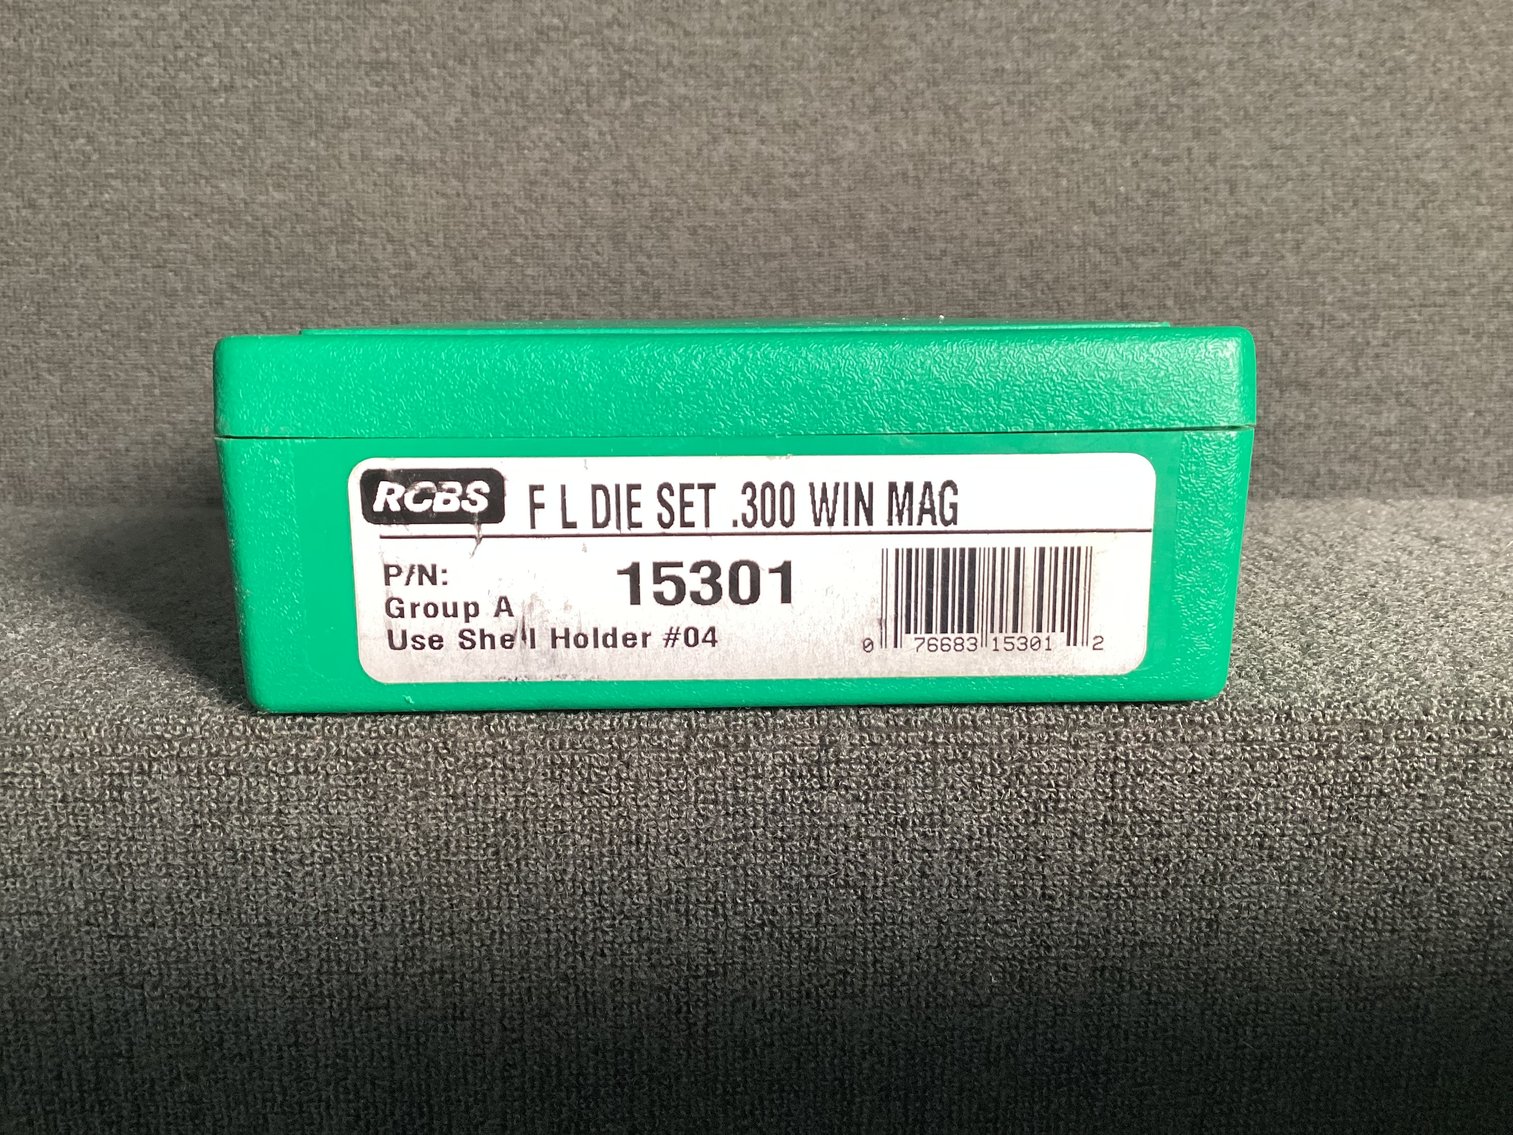 RCBS F L DIE SET .300 WIN MAG
P/N: 15301
Group A
Use Shell Holder #04
0 76683 15301 2